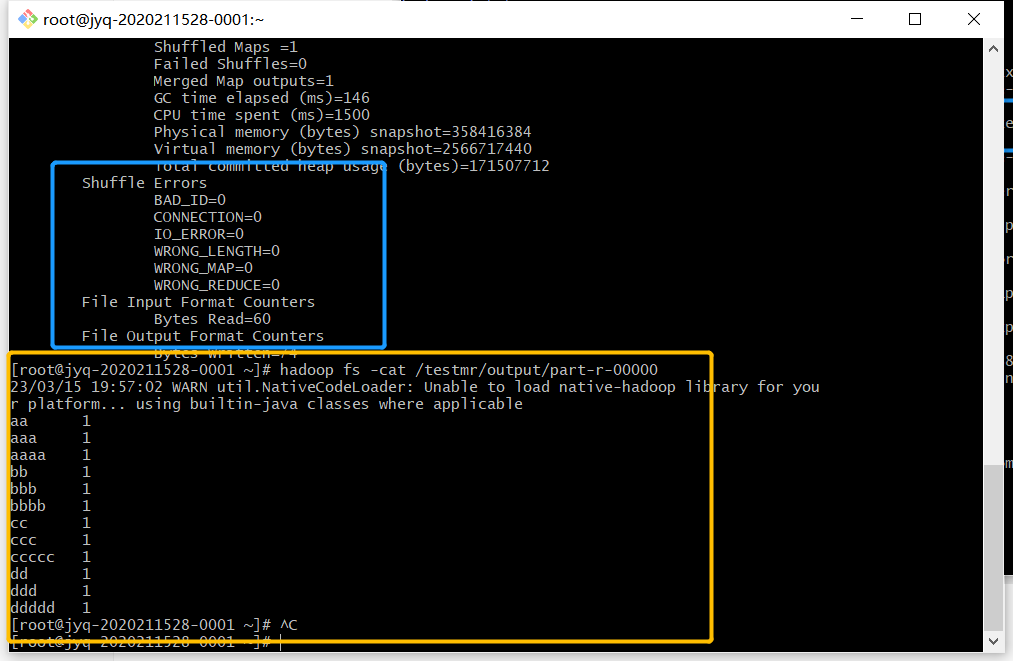 root@jyq-2020211528-0001:~
Shuffled Maps =1
Failed Shuffles=0
Merged Map outputs=1
GC time elapsed (ms)=146
CPU time spent (ms)=1500
Physical memory (bytes) snapshot=358416384
Virtual memory (bytes) snapshot=2566717440
Total committed heap usage (bytes)=171507712
Shuffle Errors
BAD_ID=0
CONNECTION=0
IO_ERROR=0
WRONG_LENGTH=0
WRONG_MAP=0
WRONG_REDUCE=0
File Input Format Counters
Bytes Read=60
File Output Format Counters
Bytes Written=74
[root@jyq-2020211528-0001 ~]# hadoop fs -cat /testmr/output/part-r-00000
23/03/15 19:57:02 WARN util.NativeCodeLoader: Unable to load native-hadoop library for you
r platform... using builtin-java classes where applicable
aa 1
aaa 1
aaaa 1
bb 1
bbb 1
bbbb 1
cc 1
ccc 1
ccccc 1
dd 1
ddd 1
ddddd 1
[root@jyq-2020211528-0001 ~]# ^C
[root@jyq-2020211528-0001 ~]#